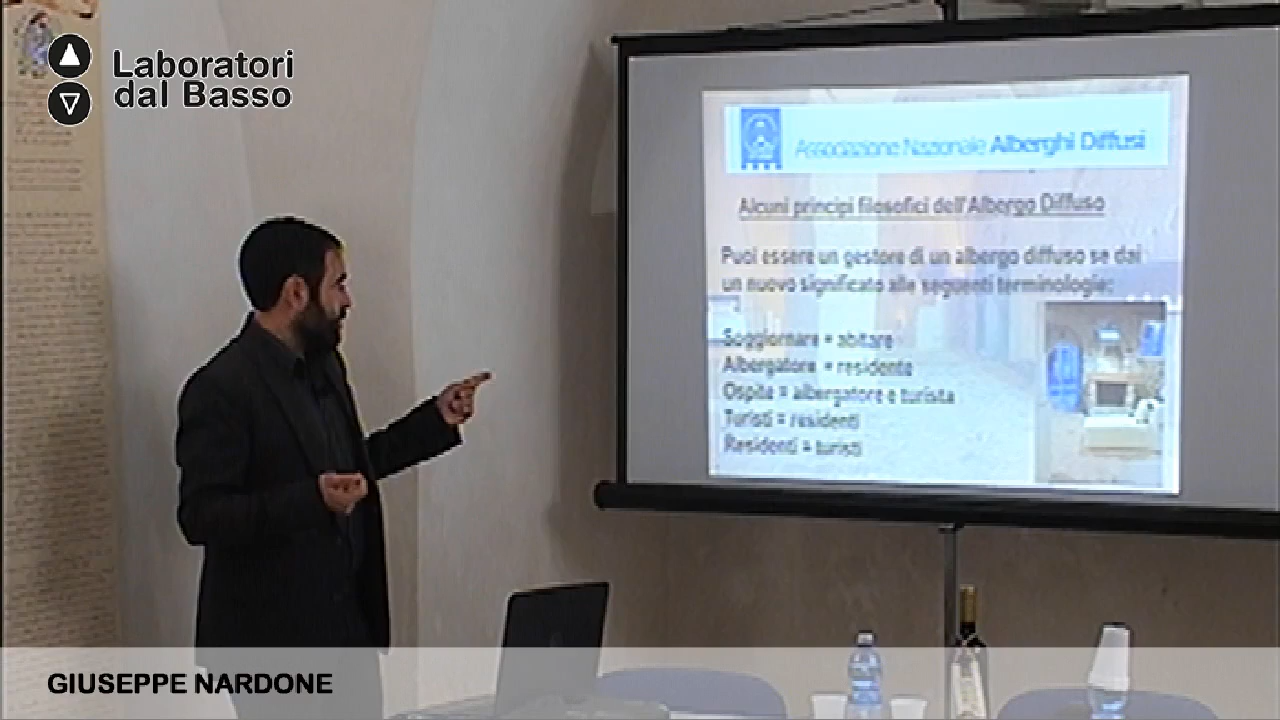 Laboratori
dal Basso
Associazione Nazionale Alberghi Diffusi
Alcuni principi filosofici dell'Albergo Diffuso
Puoi essere un gestore di un albergo diffuso se dai
un nuovo significato alle seguenti terminologie:
Soggiornare = abitare
Albergatore = residente
Ospite = albergatore e turista
Turisti = residenti
Residenti = turisti
GIUSEPPE NARDONE